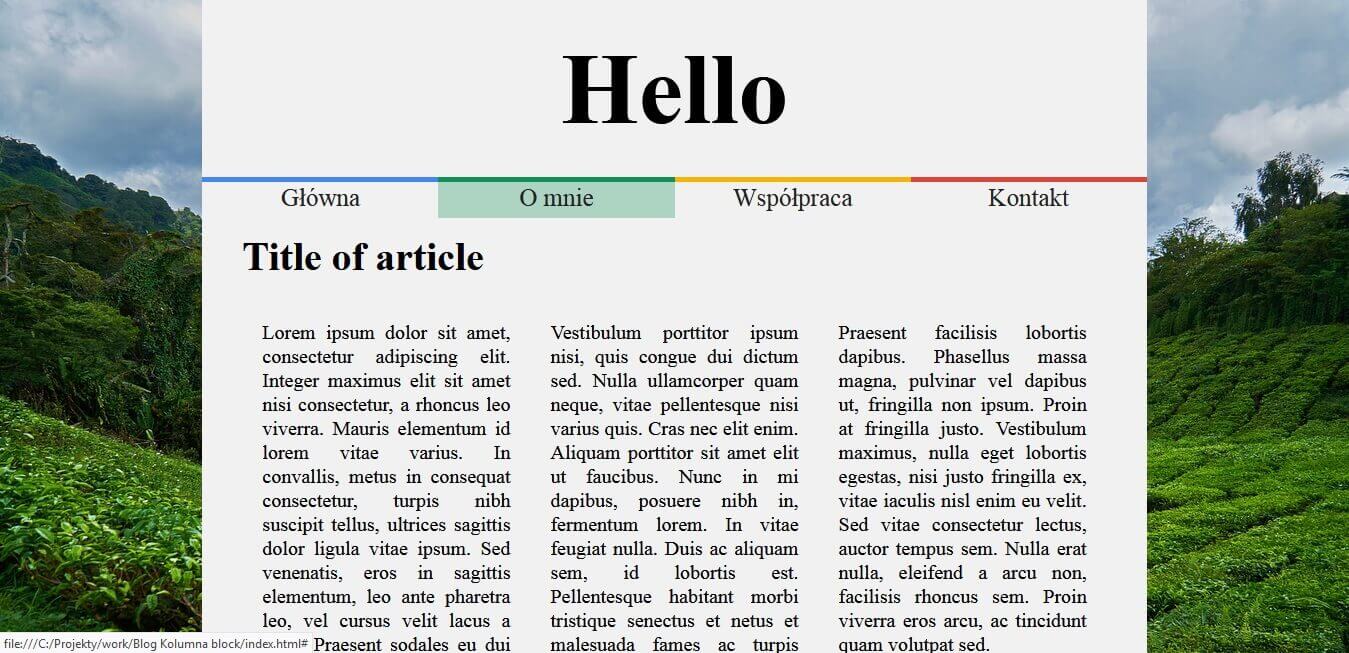 Hello
Główna O mnie Współpraca Kontakt
Title of article
Lorem ipsum dolor sit amet,
consectetur adipiscing elit.
Integer maximus elit sit amet
nisi consectetur, a rhoncus leo
viverra. Mauris elementum id
lorem vitae varius. In
convallis, metus in consequat
consectetur, turpis nibh
suscipit tellus, ultrices sagittis
dolor ligula vitae ipsum. Sed
venenatis, eros in sagittis
elementum, leo ante pharetra
leo, vel cursus velit lacus a
Praesent sodales eu dui
Vestibulum porttitor ipsum
nisi, quis congue dui dictum
sed. Nulla ullamcorper quam
neque, vitae pellentesque nisi
varius quis. Cras nec elit enim.
Aliquam porttitor sit amet elit
ut faucibus. Nunc in mi
dapibus, posuere nibh in,
fermentum lorem. In vitae
feugiat nulla. Duis ac aliquam
sem, id lobortis est.
Pellentesque habitant morbi
tristique senectus et netus et
malesuada fames ac turpis
Praesent facilisis lobortis
dapibus. Phasellus massa
magna, pulvinar vel dapibus
ut, fringilla non ipsum. Proin
at fringilla justo. Vestibulum
maximus, nulla eget lobortis
egestas, nisi justo fringilla ex,
vitae iaculis nisl enim eu velit.
Sed vitae consectetur lectus,
auctor tempus sem. Nulla erat
nulla, eleifend a arcu non,
facilisis rhoncus sem. Proin
viverra eros arcu, ac tincidunt
quam volutpat sed.
file:///C:/Projekty/work/Blog Kolumna block/index.html#